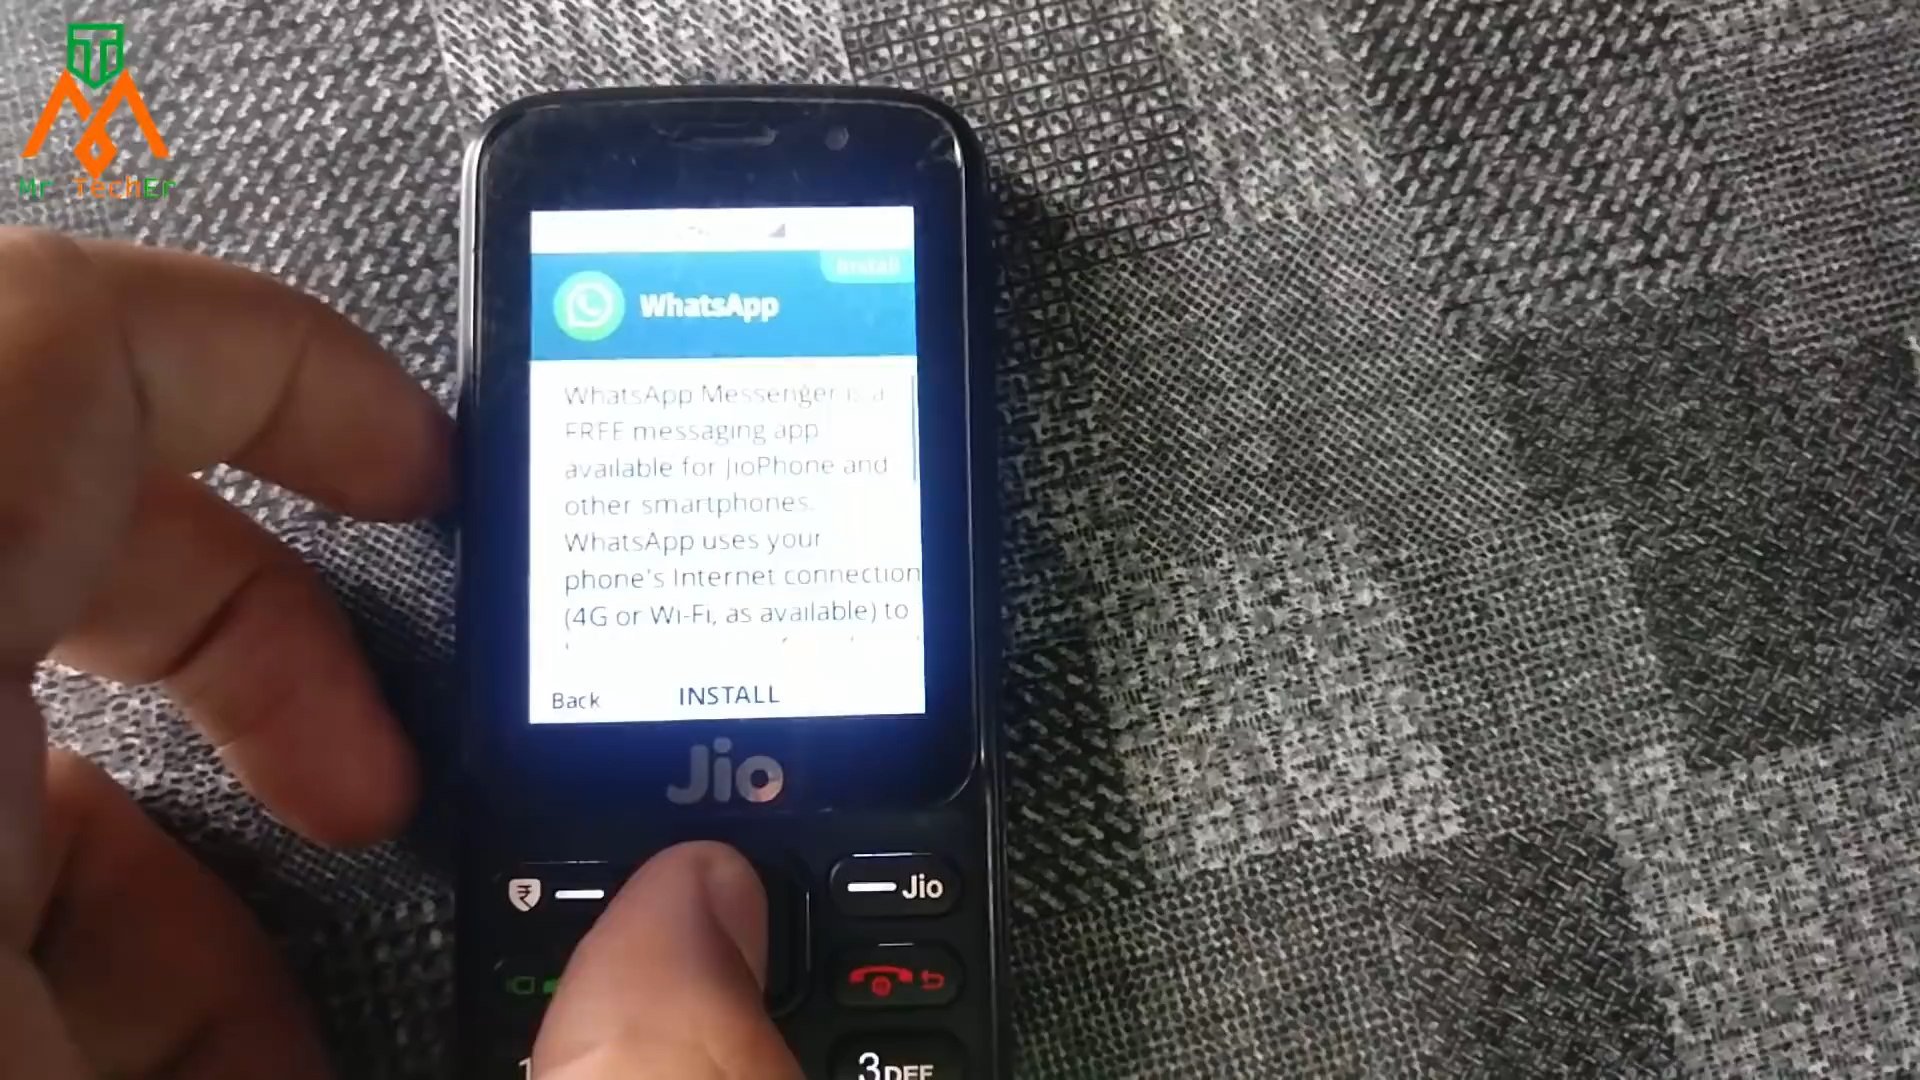 Mr TechEr
Install
WhatsApp
WhatsApp Messenger is a
FREE messaging app
available for JioPhone and
other smartphones.
WhatsApp uses your
phone's Internet connection
(4G or Wi-Fi, as available) to
Back
INSTALL
Jio
Jio
3DEF